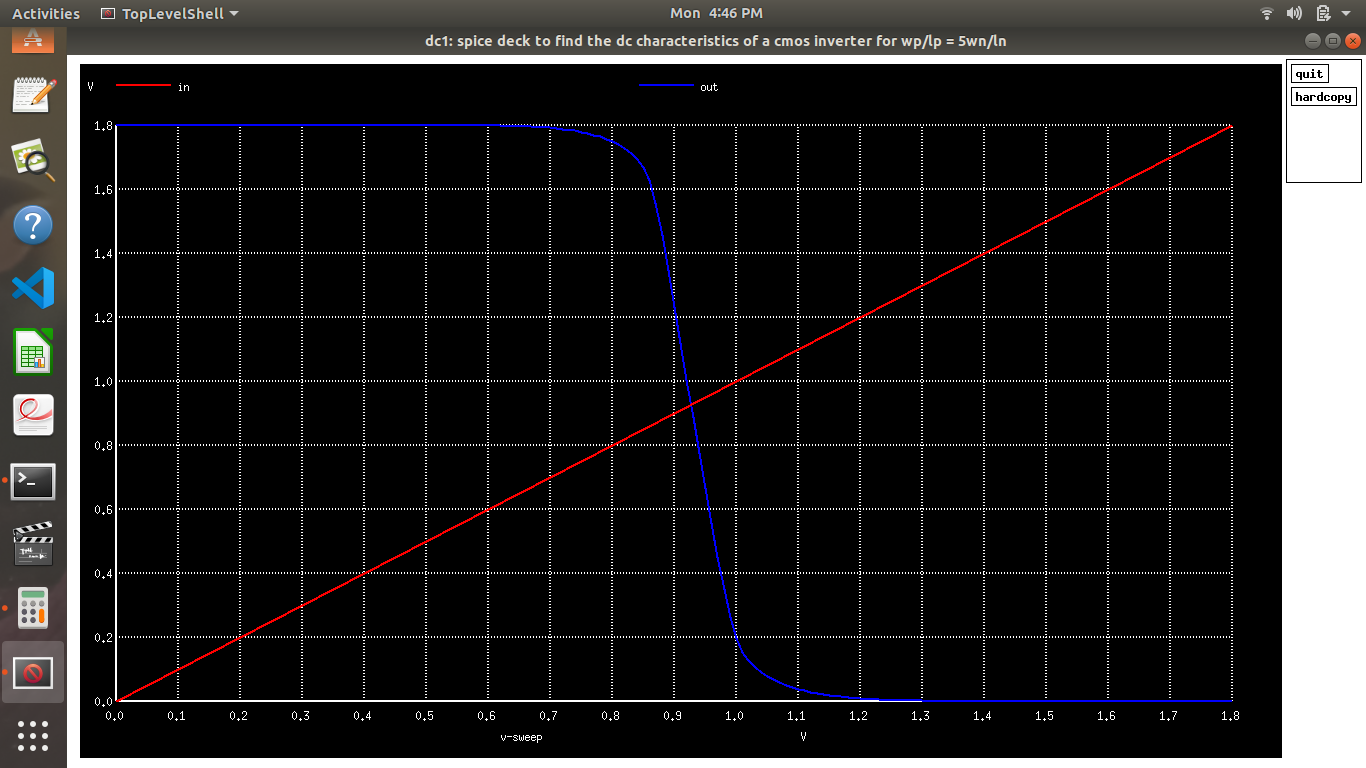 Activities TopLevelShell Mon 4:46 PM
dc1: spice deck to find the dc characteristics of a cmos inverter for wp/lp = 5wn/ln
quit
hardcopy
V in out
1.8
1.6
1.4
1.2
1.0
0.8
0.6
0.4
0.2
0.0
0.0 0.1 0.2 0.3 0.4 0.5 0.6 0.7 0.8 0.9 1.0 1.1 1.2 1.3 1.4 1.5 1.6 1.7 1.8
v-sweep V